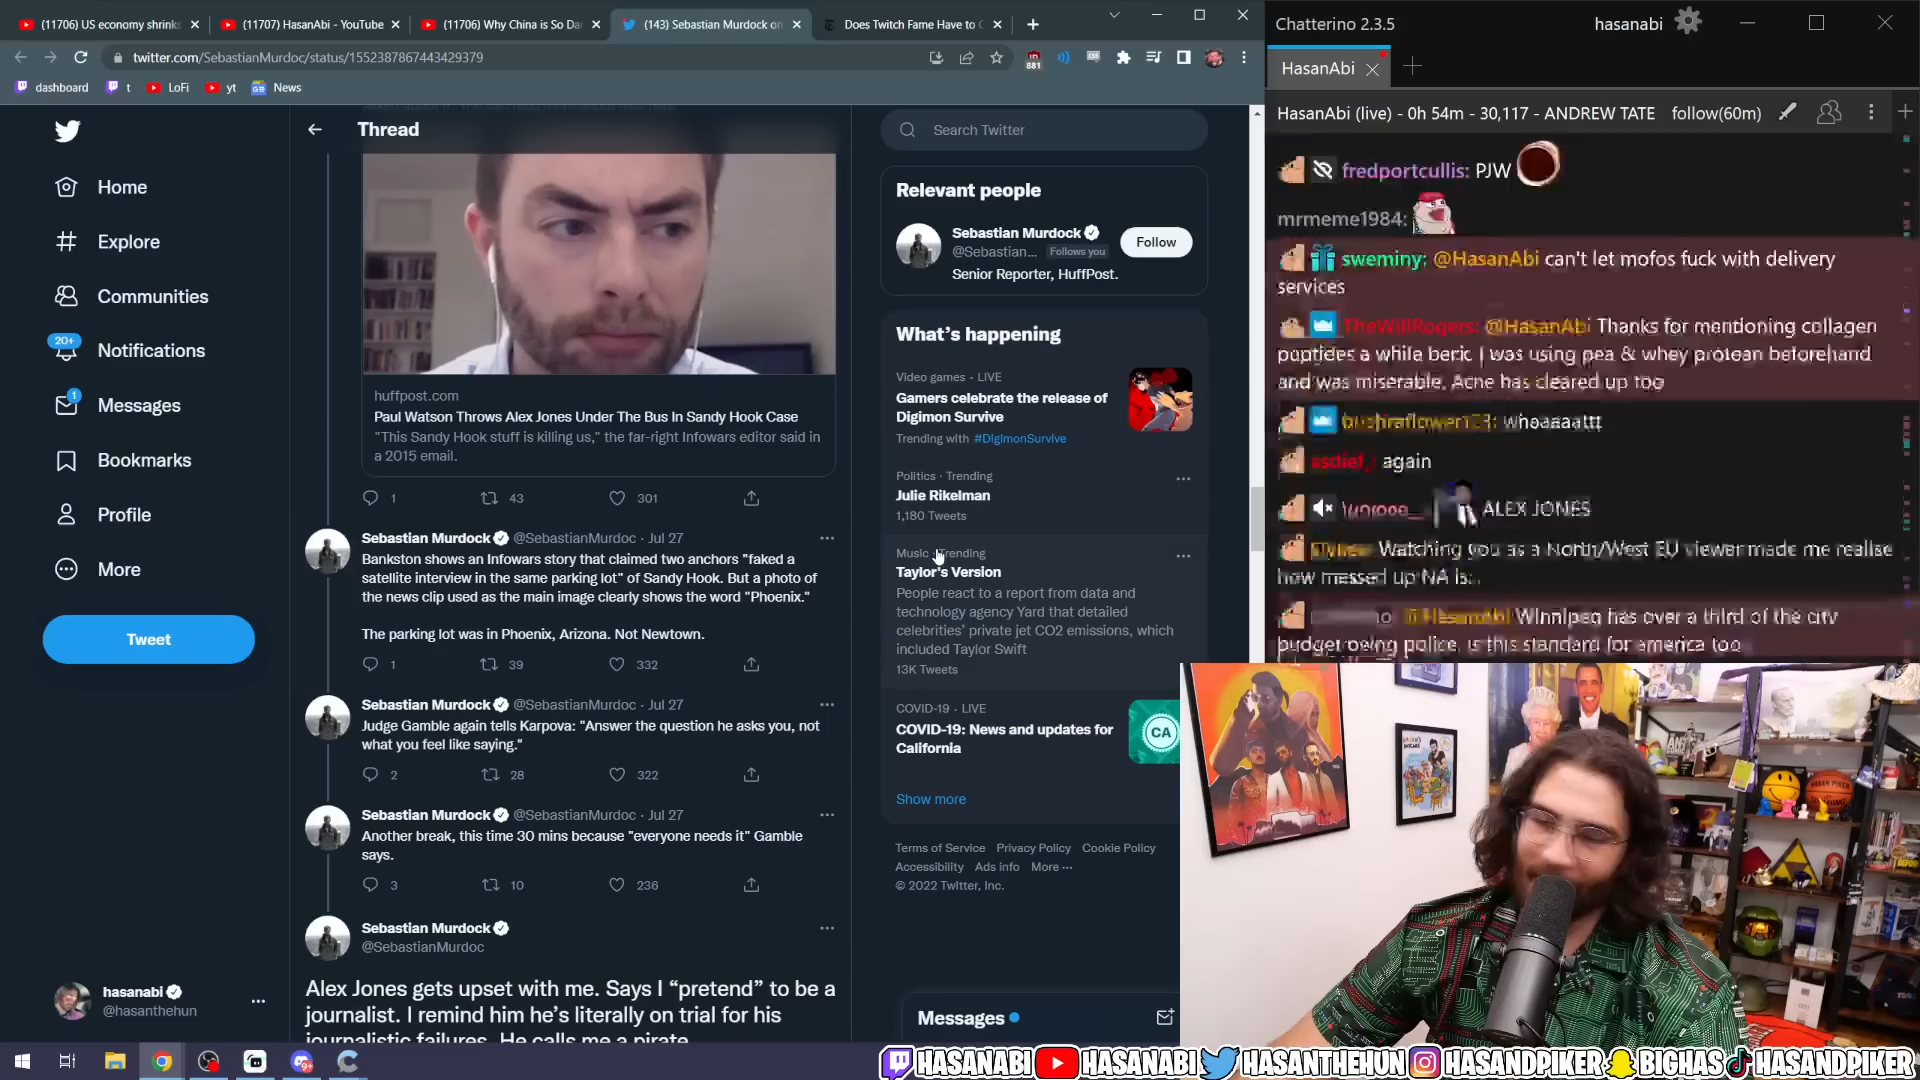 (11706) US economy shrinks
(11707) HasanAbi - YouTube
(11706) Why China is So Da
(143) Sebastian Murdock on
Does Twitch Fame Have to C
twitter.com/SebastianMurdoc/status/1552387867443429379
881
dashboard
t
LoFi
yt
News
Home
Explore
Communities
20+
Notifications
1
Messages
Bookmarks
Profile
More
Tweet
hasanabi
@hasanthehun
Thread
huffpost.com
Paul Watson Throws Alex Jones Under The Bus In Sandy Hook Case
"This Sandy Hook stuff is killing us," the far-right Infowars editor said in
a 2015 email.
1 43 301
Sebastian Murdock @SebastianMurdoc · Jul 27
Bankston shows an Infowars story that claimed two anchors "faked a
satellite interview in the same parking lot" of Sandy Hook. But a photo of
the news clip used as the main image clearly shows the word "Phoenix."
The parking lot was in Phoenix, Arizona. Not Newtown.
1 39 332
Sebastian Murdock @SebastianMurdoc · Jul 27
Judge Gamble again tells Karpova: "Answer the question he asks you, not
what you feel like saying."
2 28 322
Sebastian Murdock @SebastianMurdoc · Jul 27
Another break, this time 30 mins because "everyone needs it" Gamble
says.
3 10 236
Sebastian Murdock
@SebastianMurdoc
Alex Jones gets upset with me. Says I “pretend” to be a
journalist. I remind him he’s literally on trial for his
journalistic failures. He calls me a pirate.
Search Twitter
Relevant people
Sebastian Murdock
@Sebastian... Follows you
Follow
Senior Reporter, HuffPost.
What’s happening
Video games · LIVE
Gamers celebrate the release of
Digimon Survive
Trending with #DigimonSurvive
Politics · Trending
Julie Rikelman
1,180 Tweets
Music · Trending
Taylor's Version
People react to a report from data and
technology agency Yard that detailed
celebrities’ private jet CO2 emissions, which
included Taylor Swift
13K Tweets
COVID-19 · LIVE
COVID-19: News and updates for
California
CA
Show more
Terms of Service Privacy Policy Cookie Policy
Accessibility Ads info More ···
© 2022 Twitter, Inc.
Messages
Chatterino 2.3.5
hasanabi
HasanAbi
HasanAbi (live) - 0h 54m - 30,117 - ANDREW TATE follow(60m)
fredportcullis: PJW
mrmeme1984:
sweminy: @HasanAbi can't let mofos fuck with delivery
services
TheWillRogers: @HasanAbi Thanks for mentioning collagen
peptides a while back. I was using pea & whey protean beforehand
and was miserable. Acne has cleared up too
whoaaaattt
asdief_: again
ALEX JONES
Watching you as a North/West EU viewer made me realise
how messed up NA is.
@HasanAbi Winnipeg has over a third of the city
budget being police, is this standard for america too
HASANABI HASANABI HASANTHEHUN HASANDPIKER BIGHAS HASANDPIKER